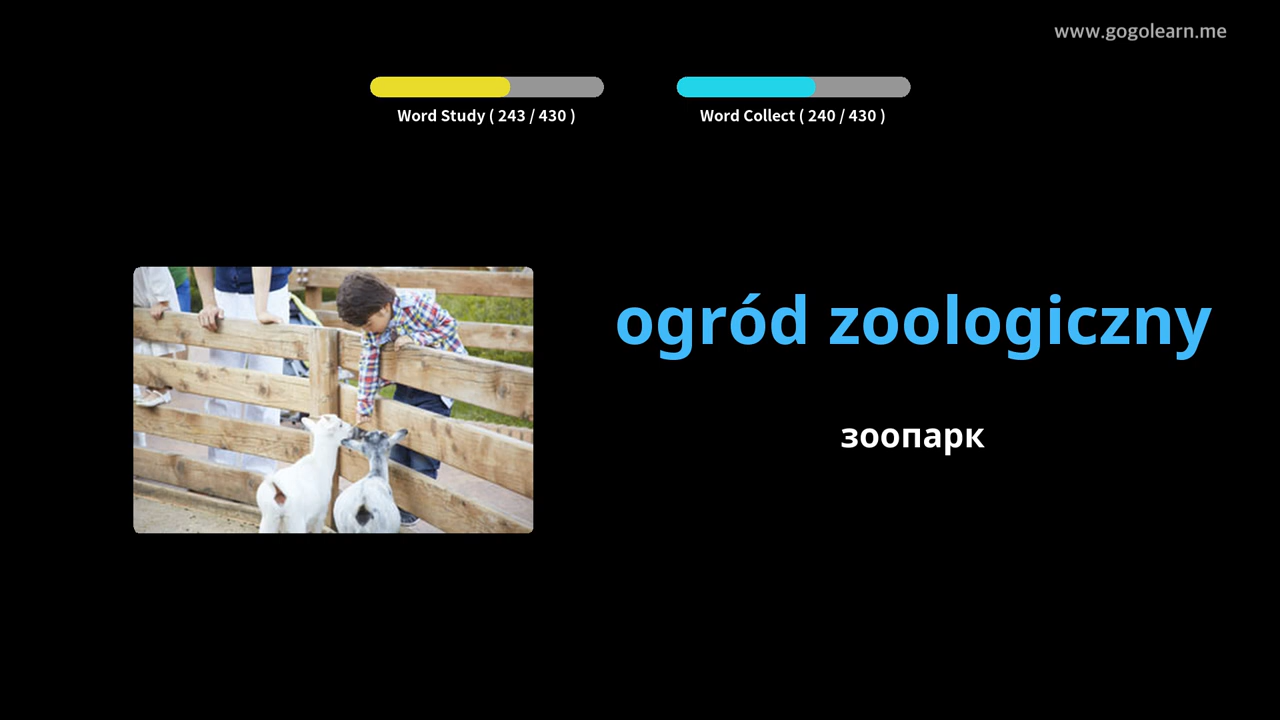 www.gogolearn.me
Word Study ( 243 / 430 )
Word Collect ( 240 / 430 )
ogród zoologiczny
зоопарк